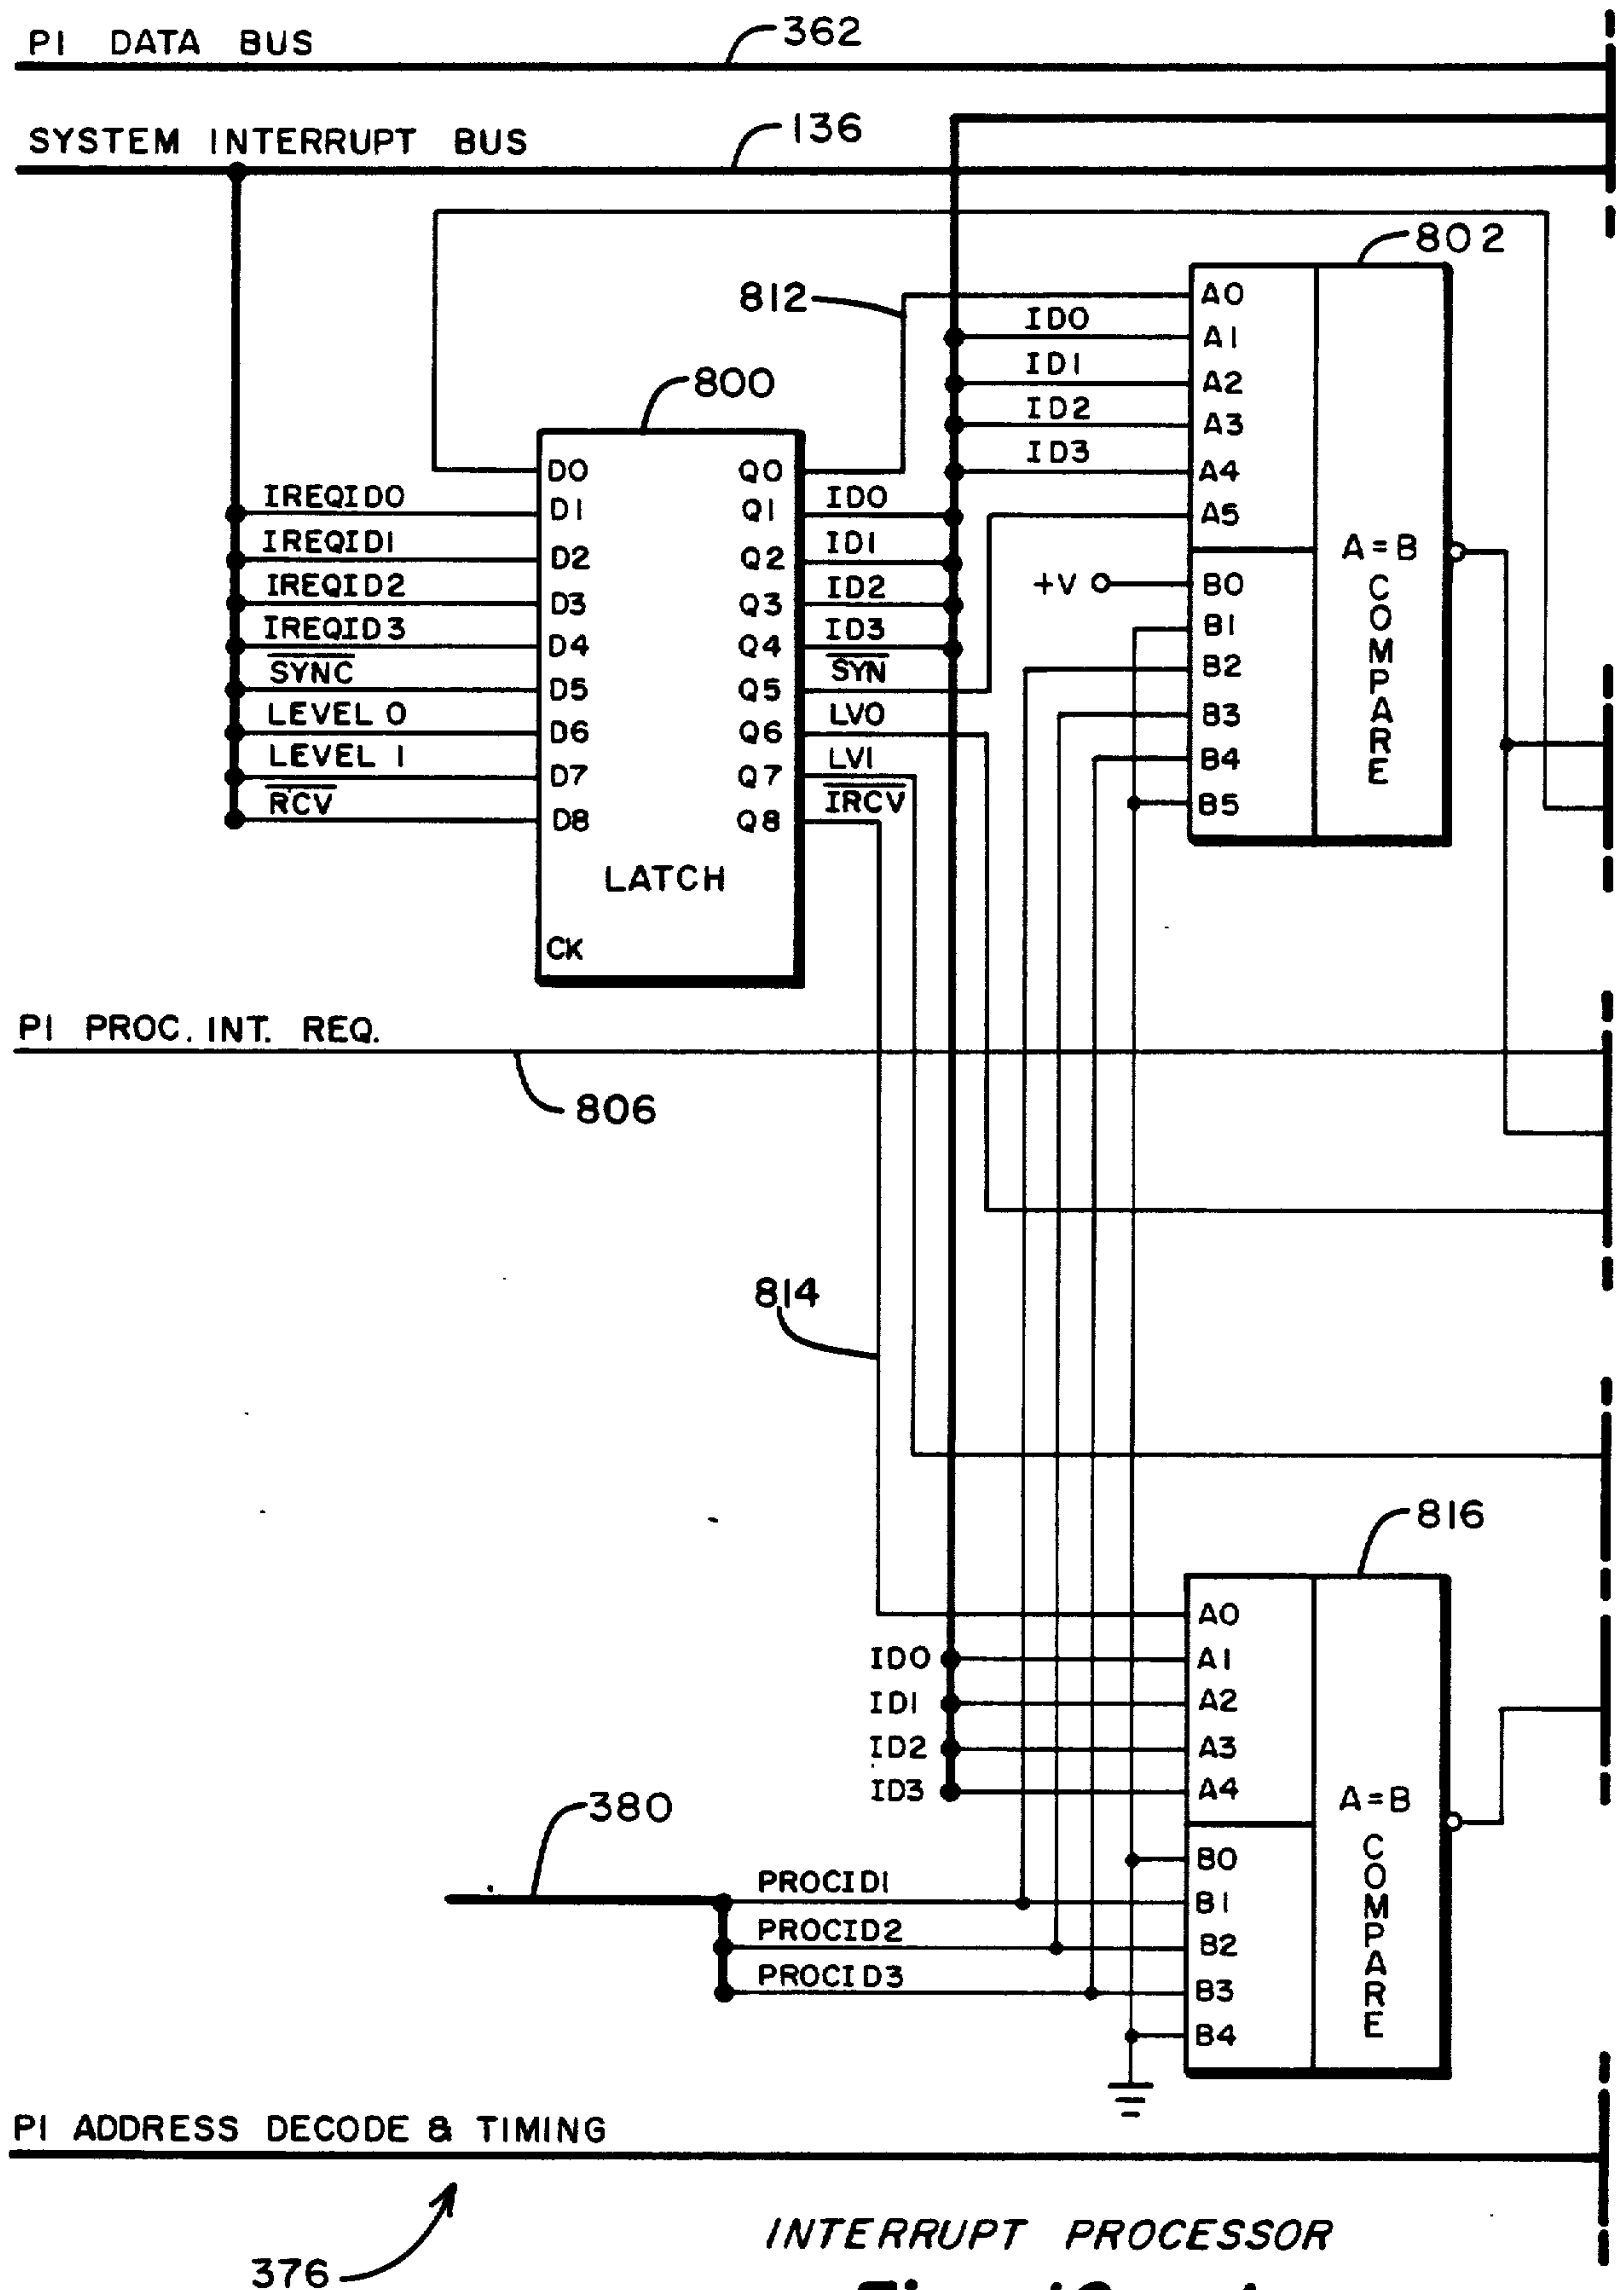 PI DATA BUS
362
SYSTEM INTERRUPT BUS
136
802
812
A0
ID0
A1
ID1
A2
ID2
A3
ID3
A4
A5
800
D0
Q0
IREQID0
D1
Q1
ID0
IREQID1
D2
Q2
ID1
IREQID2
D3
Q3
ID2
IREQID3
D4
Q4
ID3
SYNC
D5
Q5
SYN
LEVEL 0
D6
Q6
LV0
LEVEL 1
D7
Q7
LV1
RCV
D8
Q8
IRCV
LATCH
CK
A=B
COMPARE
+V
B0
B1
B2
B3
B4
B5
PI PROC. INT. REQ.
806
814
816
A0
ID0
A1
ID1
A2
ID2
A3
ID3
A4
A=B
COMPARE
380
B0
PROCID1
B1
PROCID2
B2
PROCID3
B3
B4
PI ADDRESS DECODE & TIMING
376
INTERRUPT PROCESSOR